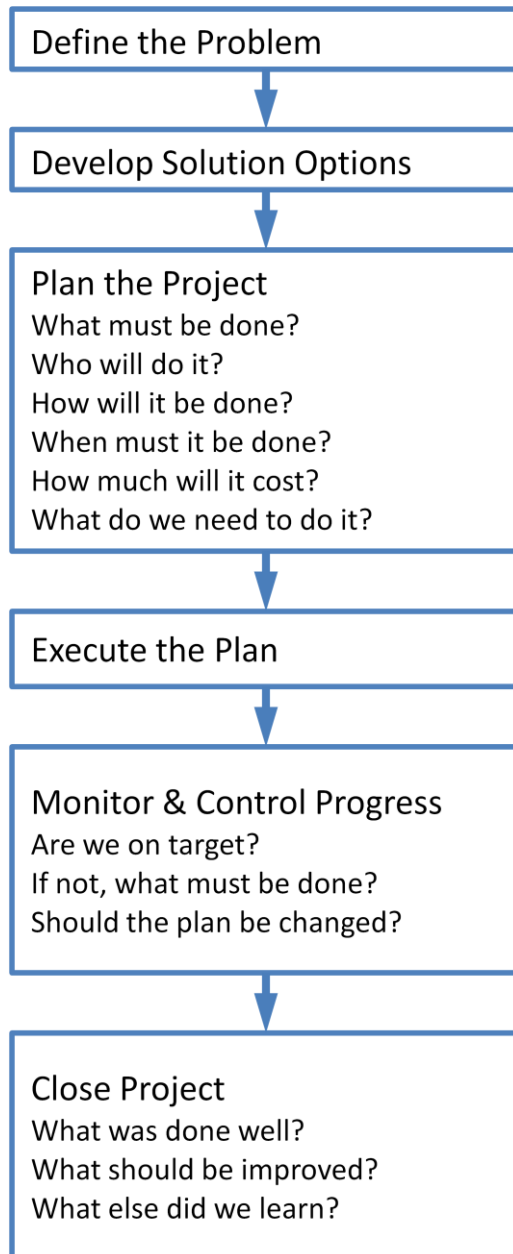 Define the Problem
Develop Solution Options
Plan the Project
What must be done?
Who will do it?
How will it be done?
When must it be done?
How much will it cost?
What do we need to do it?
Execute the Plan
Monitor & Control Progress
Are we on target?
If not, what must be done?
Should the plan be changed?
Close Project
What was done well?
What should be improved?
What else did we learn?